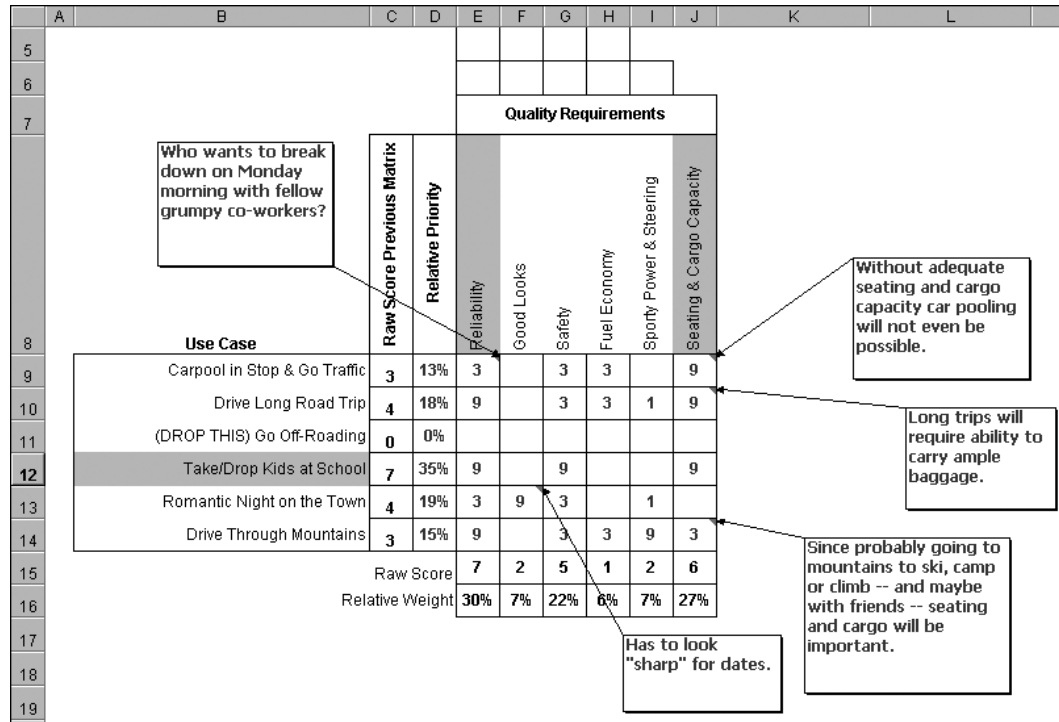 A B C D E F G H I J K L
5
6
7 Quality Requirements
Who wants to break
down on Monday
morning with fellow
grumpy co-workers?
8 Use Case
Raw Score Previous Matrix
Relative Priority
Reliability
Good Looks
Safety
Fuel Economy
Sporty Power & Steering
Seating & Cargo Capacity
Without adequate
seating and cargo
capacity car pooling
will not even be
possible.
9 Carpool in Stop & Go Traffic 3 13% 3 3 3 9
10 Drive Long Road Trip 4 18% 9 3 3 1 9
11 (DROP THIS) Go Off-Roading 0 0%
12 Take/Drop Kids at School 7 35% 9 9 9
13 Romantic Night on the Town 4 19% 3 9 3 1
14 Drive Through Mountains 3 15% 9 3 3 9 3
15 Raw Score 7 2 5 1 2 6
16 Relative Weight 30% 7% 22% 6% 7% 27%
17
18
19
Long trips will
require ability to
carry ample
baggage.
Since probably going to
mountains to ski, camp
or climb -- and maybe
with friends -- seating
and cargo will be
important.
Has to look
"sharp" for dates.